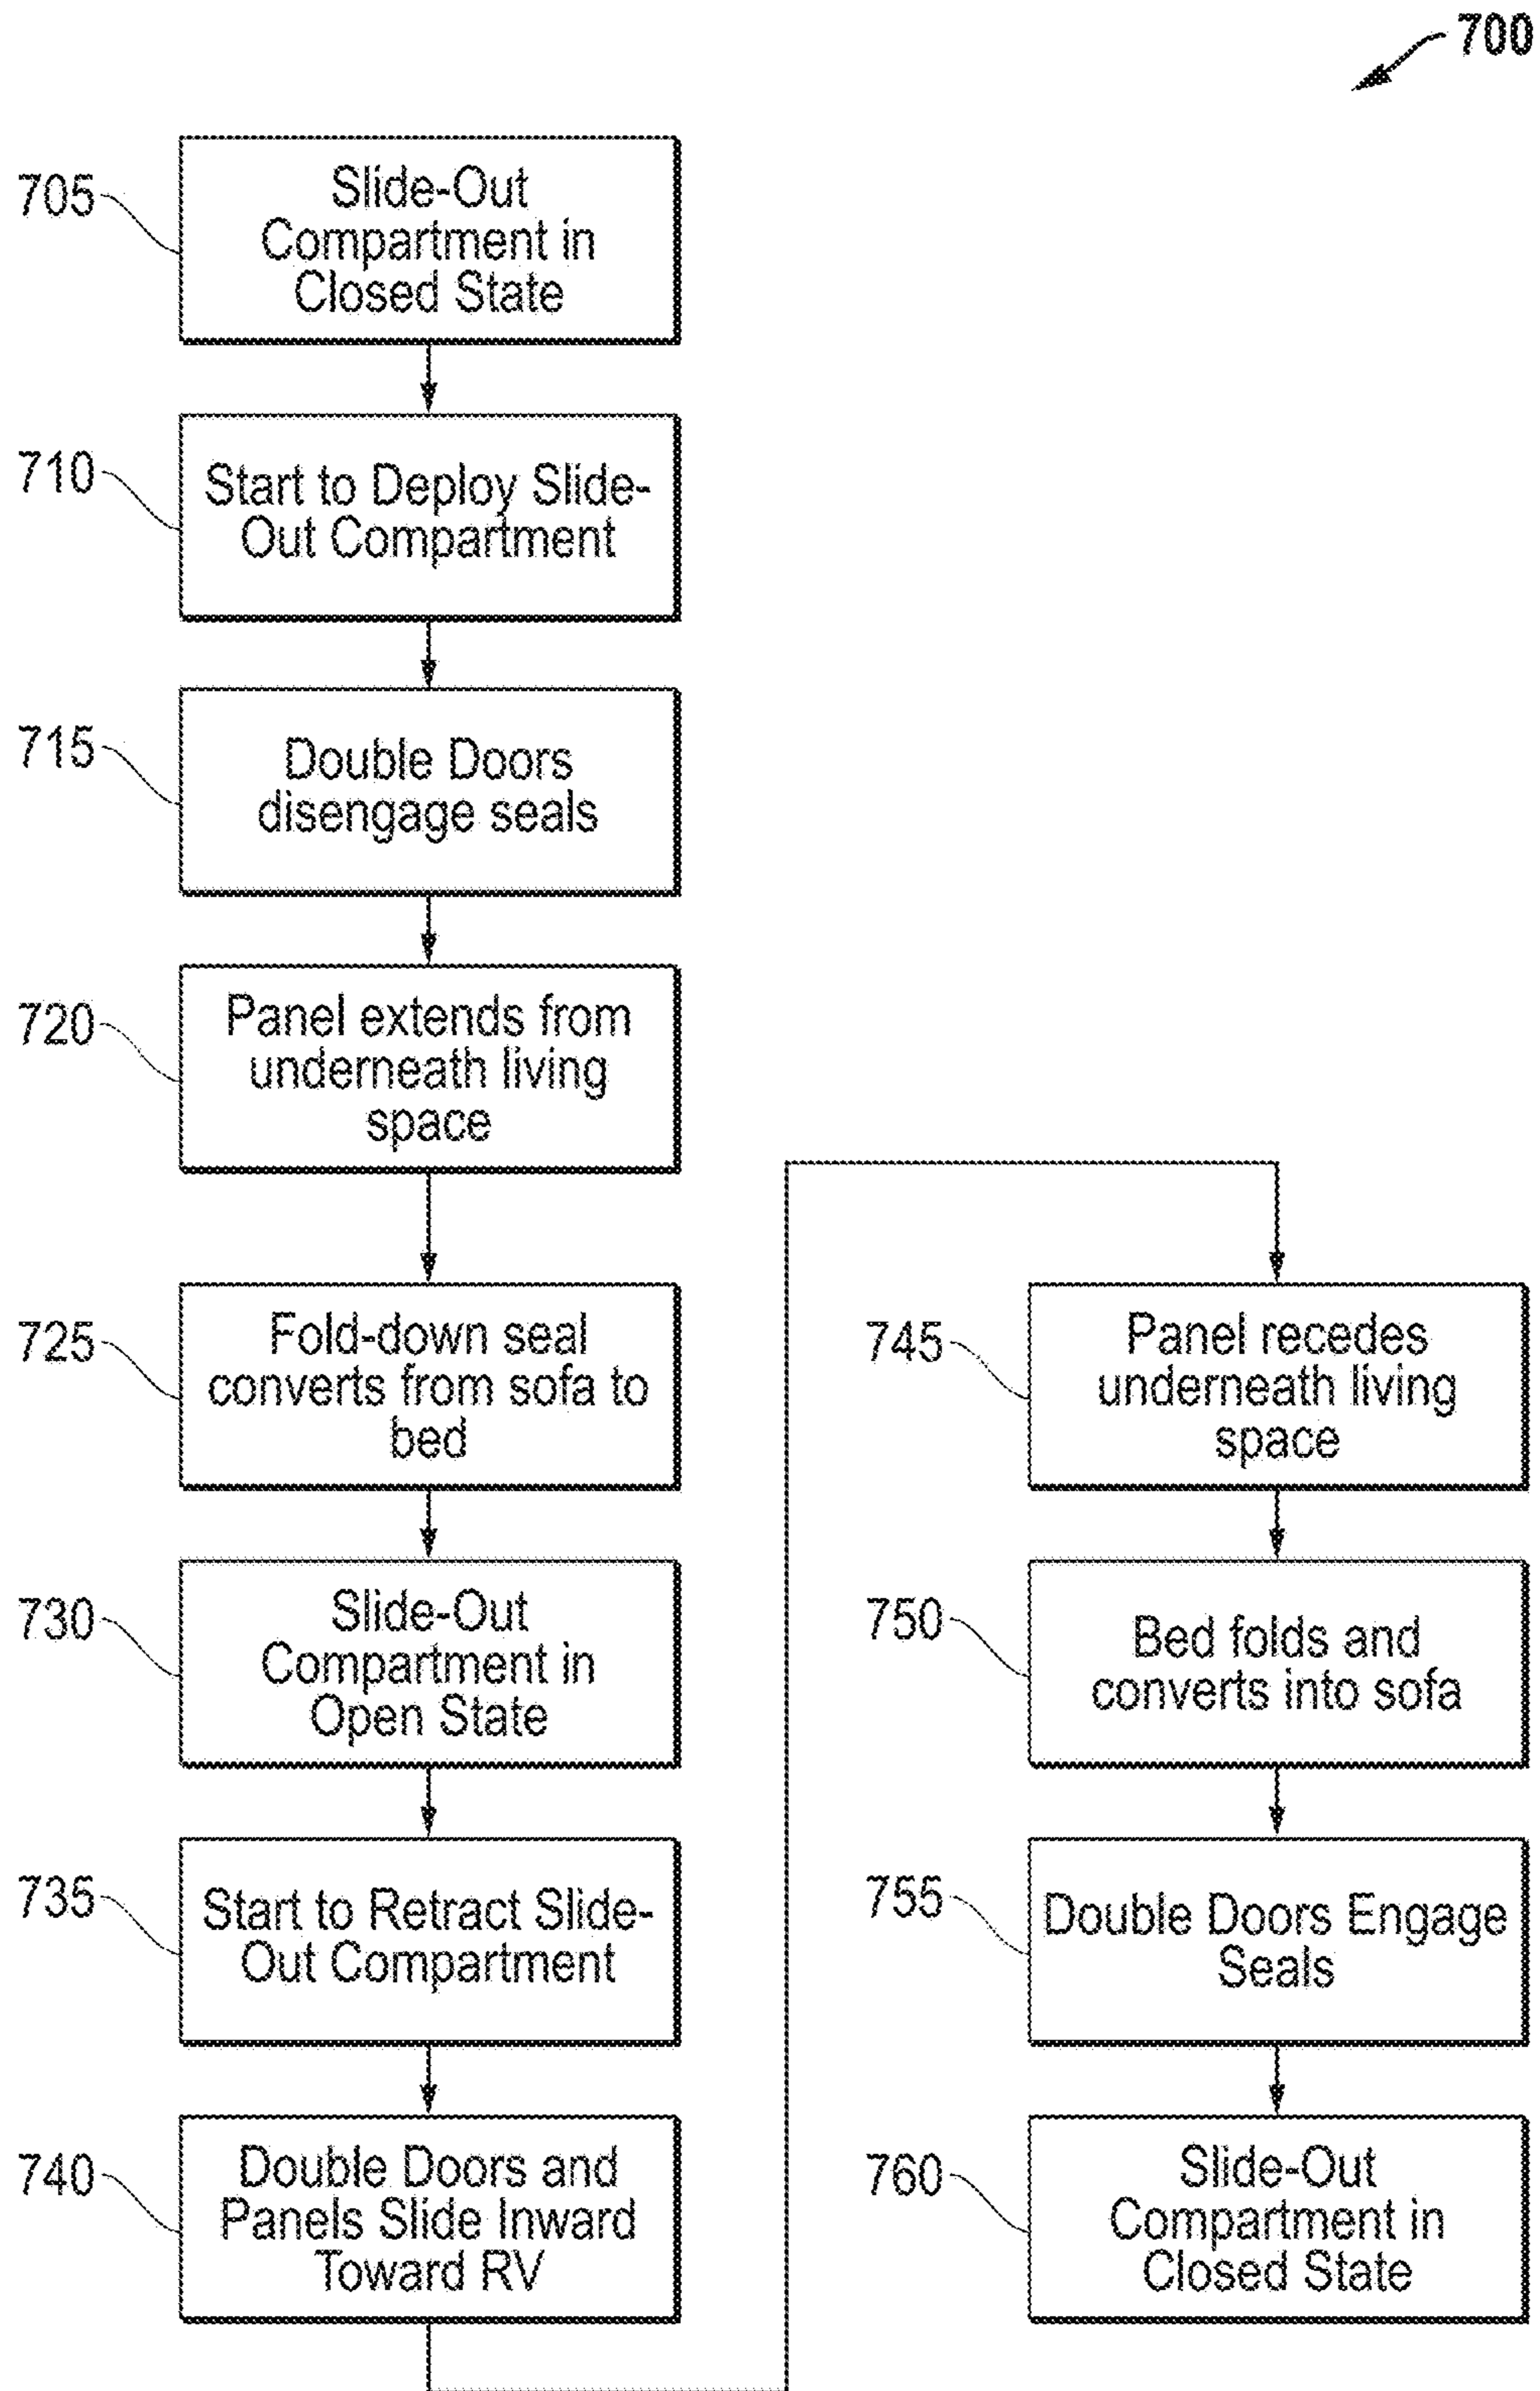 700
705
Slide-Out
Compartment in
Closed State
710
Start to Deploy Slide-
Out Compartment
715
Double Doors
disengage seals
720
Panel extends from
underneath living
space
725
Fold-down seal
converts from sofa to
bed
730
Slide-Out
Compartment in
Open State
735
Start to Retract Slide-
Out Compartment
740
Double Doors and
Panels Slide Inward
Toward RV
745
Panel recedes
underneath living
space
750
Bed folds and
converts into sofa
755
Double Doors Engage
Seals
760
Slide-Out
Compartment in
Closed State